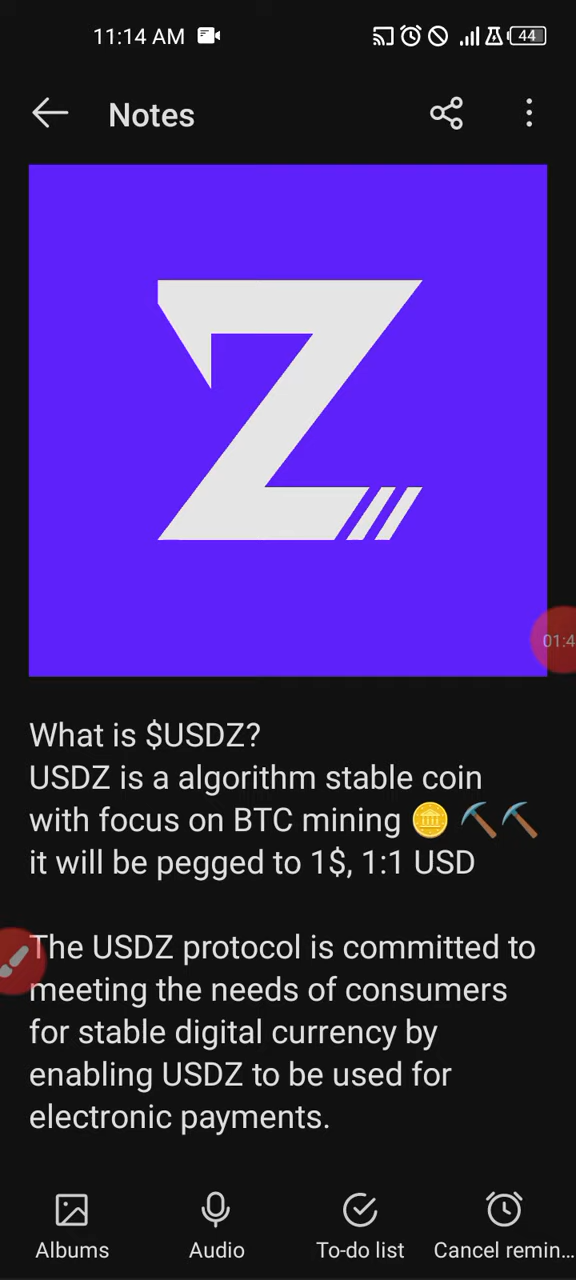 11:14 AM
44
Notes
Z
01:4
What is $USDZ?
USDZ is a algorithm stable coin
with focus on BTC mining 🪙 ⛏️⛏️
it will be pegged to 1$, 1:1 USD
The USDZ protocol is committed to
meeting the needs of consumers
for stable digital currency by
enabling USDZ to be used for
electronic payments.
Albums
Audio
To-do list
Cancel remin...